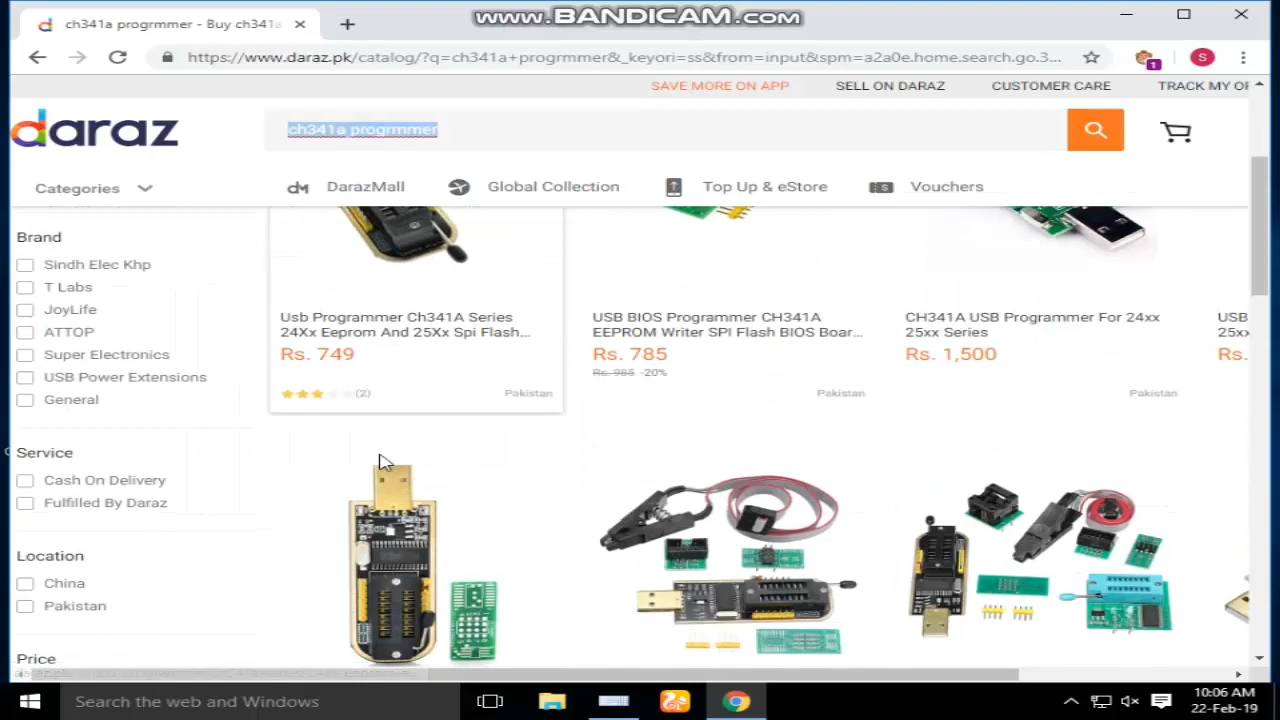 www.BANDICAM.com
ch341a progrmmer - Buy ch341a
https://www.daraz.pk/catalog/?q=ch341a+progrmmer&_keyori=ss&from=input&spm=a2a0e.home.search.go.3...
S
1
SAVE MORE ON APP
SELL ON DARAZ
CUSTOMER CARE
TRACK MY OR
daraz
ch341a progrmmer
Categories
DarazMall
Global Collection
Top Up & eStore
Vouchers
Brand
Sindh Elec Khp
T Labs
JoyLife
ATTOP
Super Electronics
USB Power Extensions
General
Service
Cash On Delivery
Fulfilled By Daraz
Location
China
Pakistan
Price
Usb Programmer Ch341A Series
24Xx Eeprom And 25Xx Spi Flash...
Rs. 749
(2)
Pakistan
USB BIOS Programmer CH341A
EEPROM Writer SPI Flash BIOS Boar...
Rs. 785
Rs. 985 -20%
Pakistan
CH341A USB Programmer For 24xx
25xx Series
Rs. 1,500
Pakistan
USB
25xx
Rs.
Search the web and Windows
10:06 AM
22-Feb-19